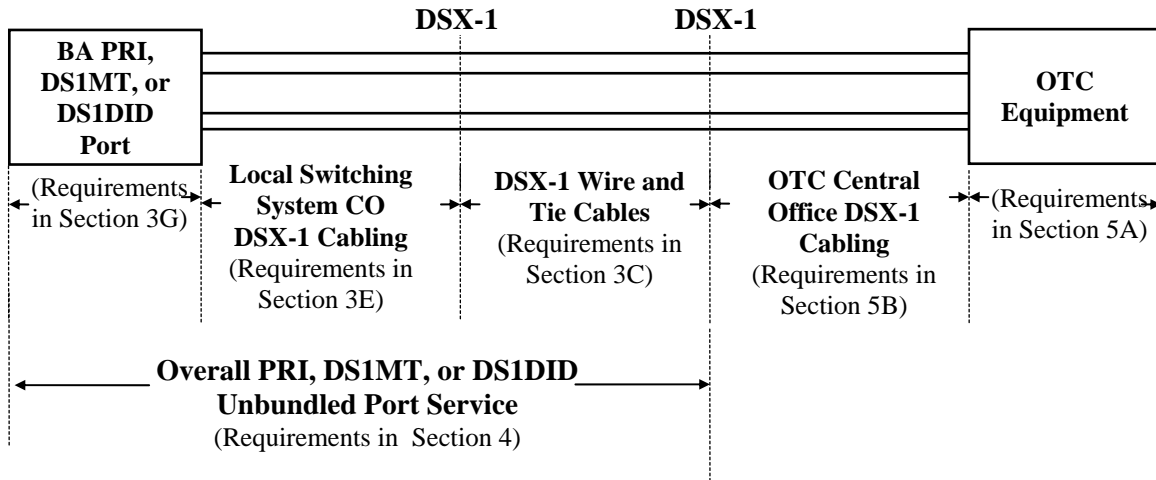 DSX-1
DSX-1
BA PRI,
DS1MT, or
DS1DID
Port
OTC
Equipment
(Requirements
in Section 3G)
Local Switching
System CO
DSX-1 Cabling
(Requirements in
Section 3E)
DSX-1 Wire and
Tie Cables
(Requirements in
Section 3C)
OTC Central
Office DSX-1
Cabling
(Requirements in
Section 5B)
(Requirements
in Section 5A)
Overall PRI, DS1MT, or DS1DID
Unbundled Port Service
(Requirements in Section 4)